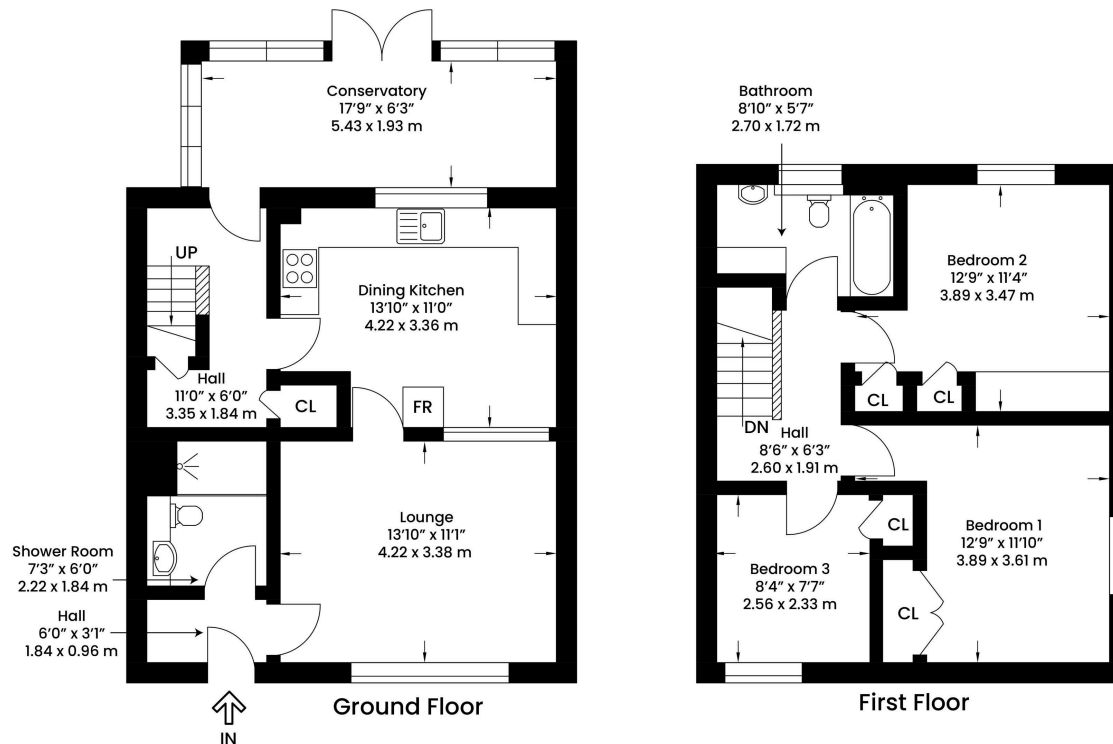 Conservatory
17'9" x 6'3"
5.43 x 1.93 m
UP
Dining Kitchen
13'10" x 11'0"
4.22 x 3.36 m
Hall
11'0" x 6'0"
3.35 x 1.84 m
CL
FR
Lounge
13'10" x 11'1"
4.22 x 3.38 m
Shower Room
7'3" x 6'0"
2.22 x 1.84 m
Hall
6'0" x 3'1"
1.84 x 0.96 m
IN
Ground Floor
Bathroom
8'10" x 5'7"
2.70 x 1.72 m
Bedroom 2
12'9" x 11'4"
3.89 x 3.47 m
CL
CL
DN
Hall
8'6" x 6'3"
2.60 x 1.91 m
CL
Bedroom 1
12'9" x 11'10"
3.89 x 3.61 m
Bedroom 3
8'4" x 7'7"
2.56 x 2.33 m
CL
First Floor